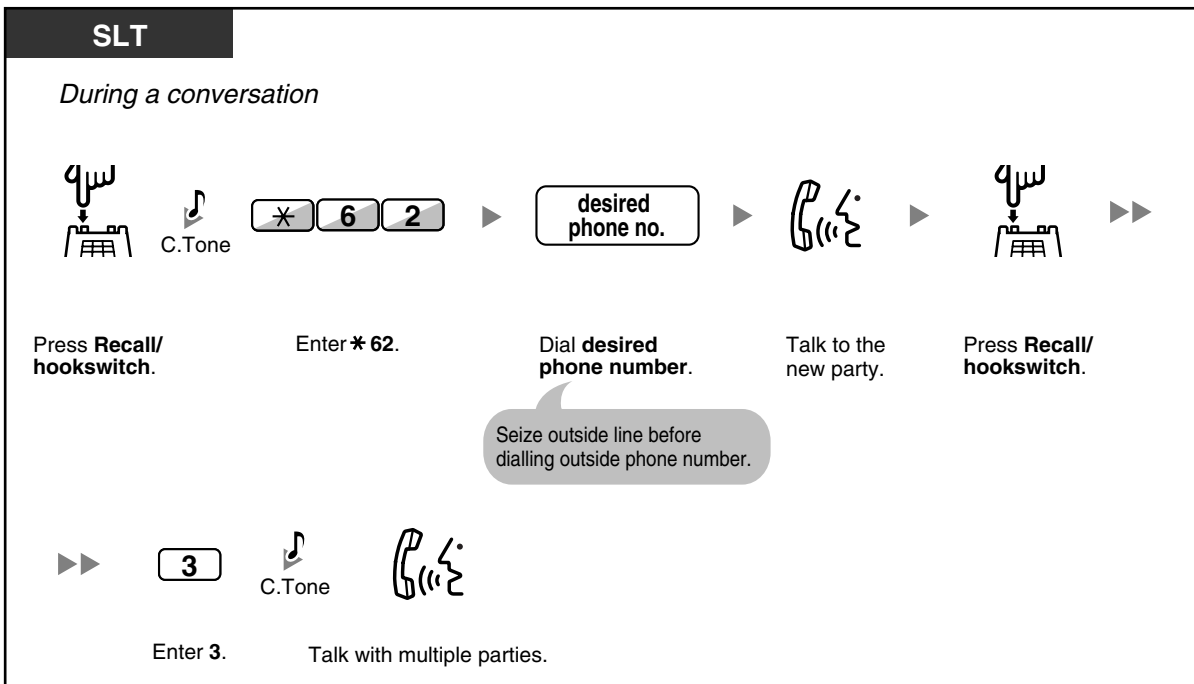 SLT
During a conversation
C.Tone
* 6 2
desired
phone no.
Press Recall/
hookswitch.
Enter * 62.
Dial desired
phone number.
Talk to the
new party.
Press Recall/
hookswitch.
Seize outside line before
dialling outside phone number.
3
C.Tone
Enter 3.
Talk with multiple parties.